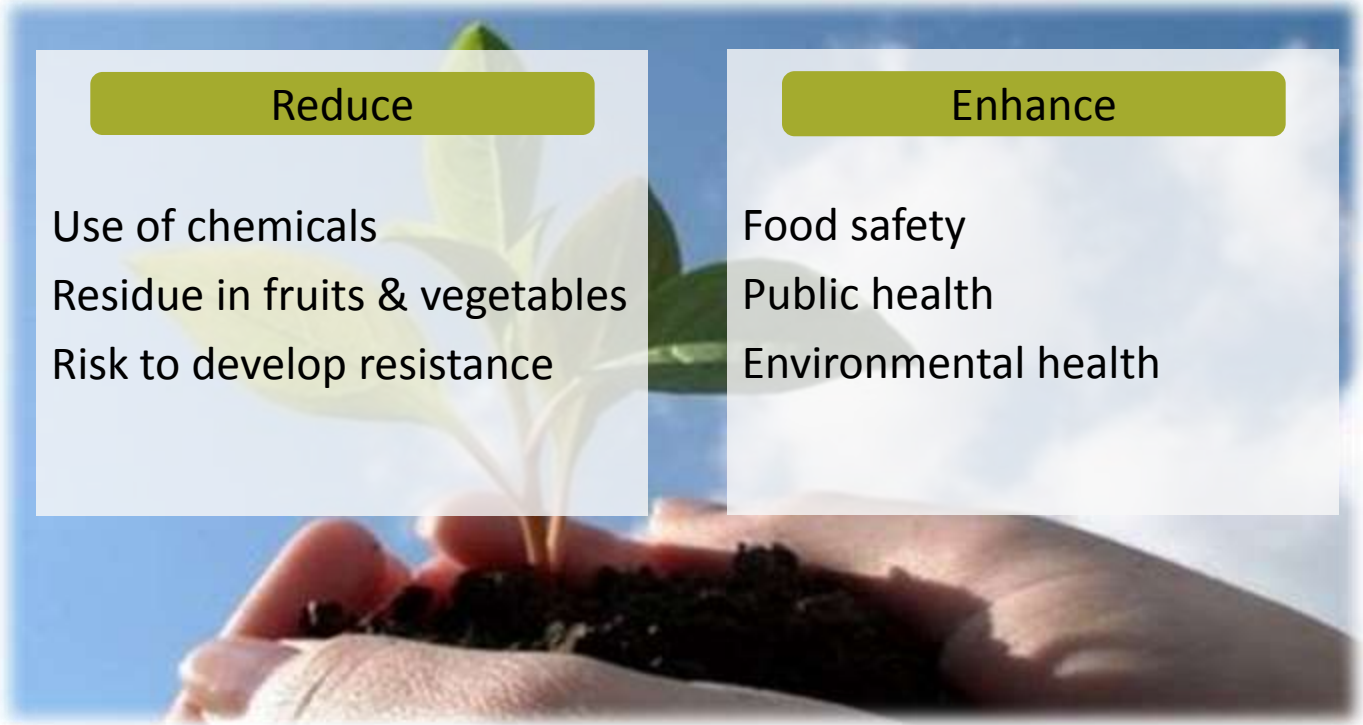 Reduce
Use of chemicals
Residue in fruits & vegetables
Risk to develop resistance
Enhance
Food safety
Public health
Environmental health